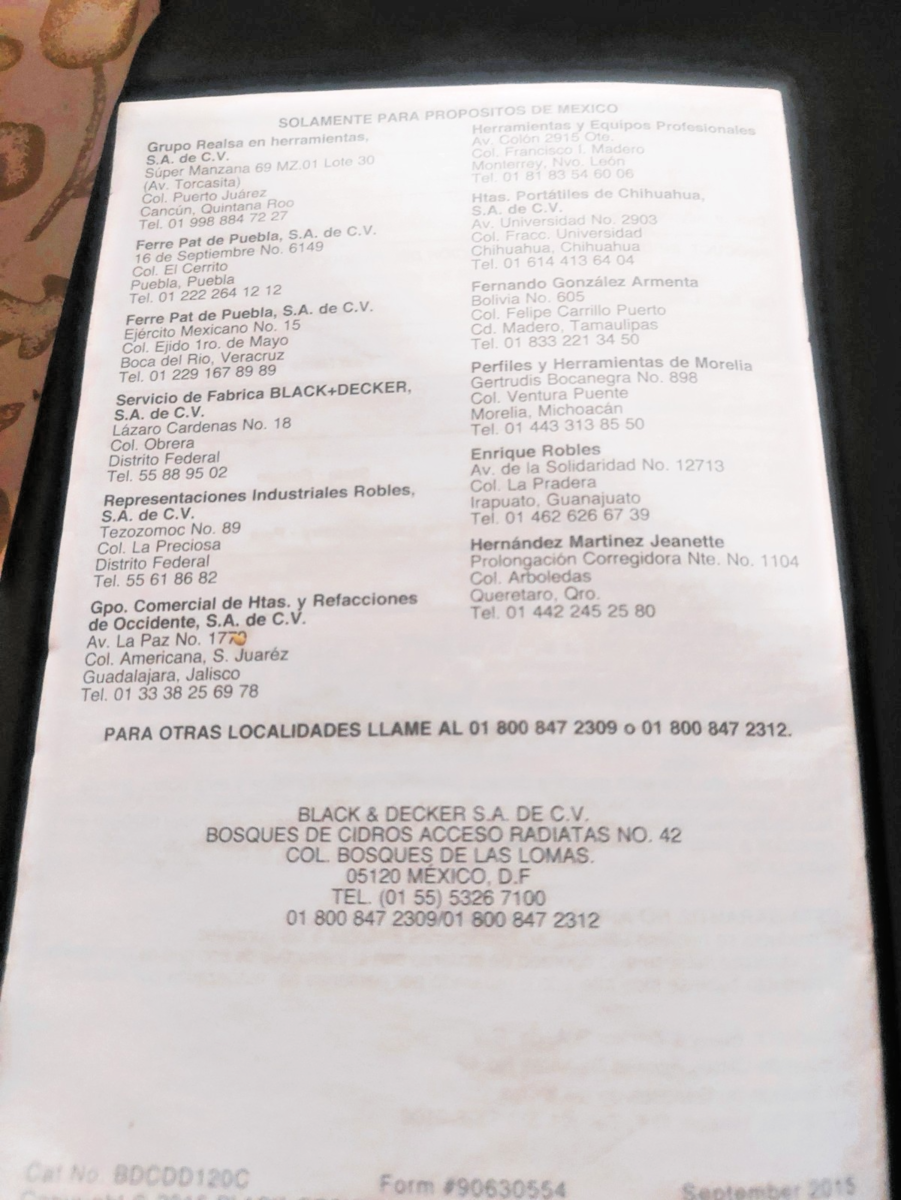 SOLAMENTE PARA PROPOSITOS DE MEXICO
Grupo Realsa en herramientas,
S.A. de C.V.
Súper Manzana 69 MZ.01 Lote 30
(Av. Torcasita)
Col. Puerto Juárez
Cancún, Quintana Roo
Tel. 01 998 884 72 27
Ferre Pat de Puebla, S.A. de C.V.
16 de Septiembre No. 6149
Col. El Cerrito
Puebla, Puebla
Tel. 01 222 264 12 12
Ferre Pat de Puebla, S.A. de C.V.
Ejército Mexicano No. 15
Col. Ejido 1ro. de Mayo
Boca del Rio, Veracruz
Tel. 01 229 167 89 89
Servicio de Fabrica BLACK+DECKER,
S.A. de C.V.
Lázaro Cardenas No. 18
Col. Obrera
Distrito Federal
Tel. 55 88 95 02
Representaciones Industriales Robles,
S.A. de C.V.
Tezozomoc No. 89
Col. La Preciosa
Distrito Federal
Tel. 55 61 86 82
Gpo. Comercial de Htas. y Refacciones
de Occidente, S.A. de C.V.
Av. La Paz No.
Col. Americana, S. Juaréz
Guadalajara, Jalisco
Tel. 01 33 38 25 69 78
Herramientas y Equipos Profesionales
Av. Colón 2915 Ote.
Col. Francisco I. Madero
Monterrey, Nvo. León
Tel. 01 81 83 54 60 06
Htas. Portátiles de Chihuahua,
S.A. de C.V.
Av. Universidad No. 2903
Col. Fracc. Universidad
Chihuahua, Chihuahua
Tel. 01 614 413 64 04
Fernando González Armenta
Bolivia No. 605
Col. Felipe Carrillo Puerto
Cd. Madero, Tamaulipas
Tel. 01 833 221 34 50
Perfiles y Herramientas de Morelia
Gertrudis Bocanegra No. 898
Col. Ventura Puente
Morelia, Michoacán
Tel. 01 443 313 85 50
Enrique Robles
Av. de la Solidaridad No. 12713
Col. La Pradera
Irapuato, Guanajuato
Tel. 01 462 626 67 39
Hernández Martinez Jeanette
Prolongación Corregidora Nte. No. 1104
Col. Arboledas
Queretaro, Qro.
Tel. 01 442 245 25 80
PARA OTRAS LOCALIDADES LLAME AL 01 800 847 2309 o 01 800 847 2312.
BLACK & DECKER S.A. DE C.V.
BOSQUES DE CIDROS ACCESO RADIATAS NO. 42
COL. BOSQUES DE LAS LOMAS.
05120 MÉXICO, D.F
TEL. (01 55) 5326 7100
01 800 847 2309/01 800 847 2312
Cat No. BDCDD120C Form #90630554 September 2015